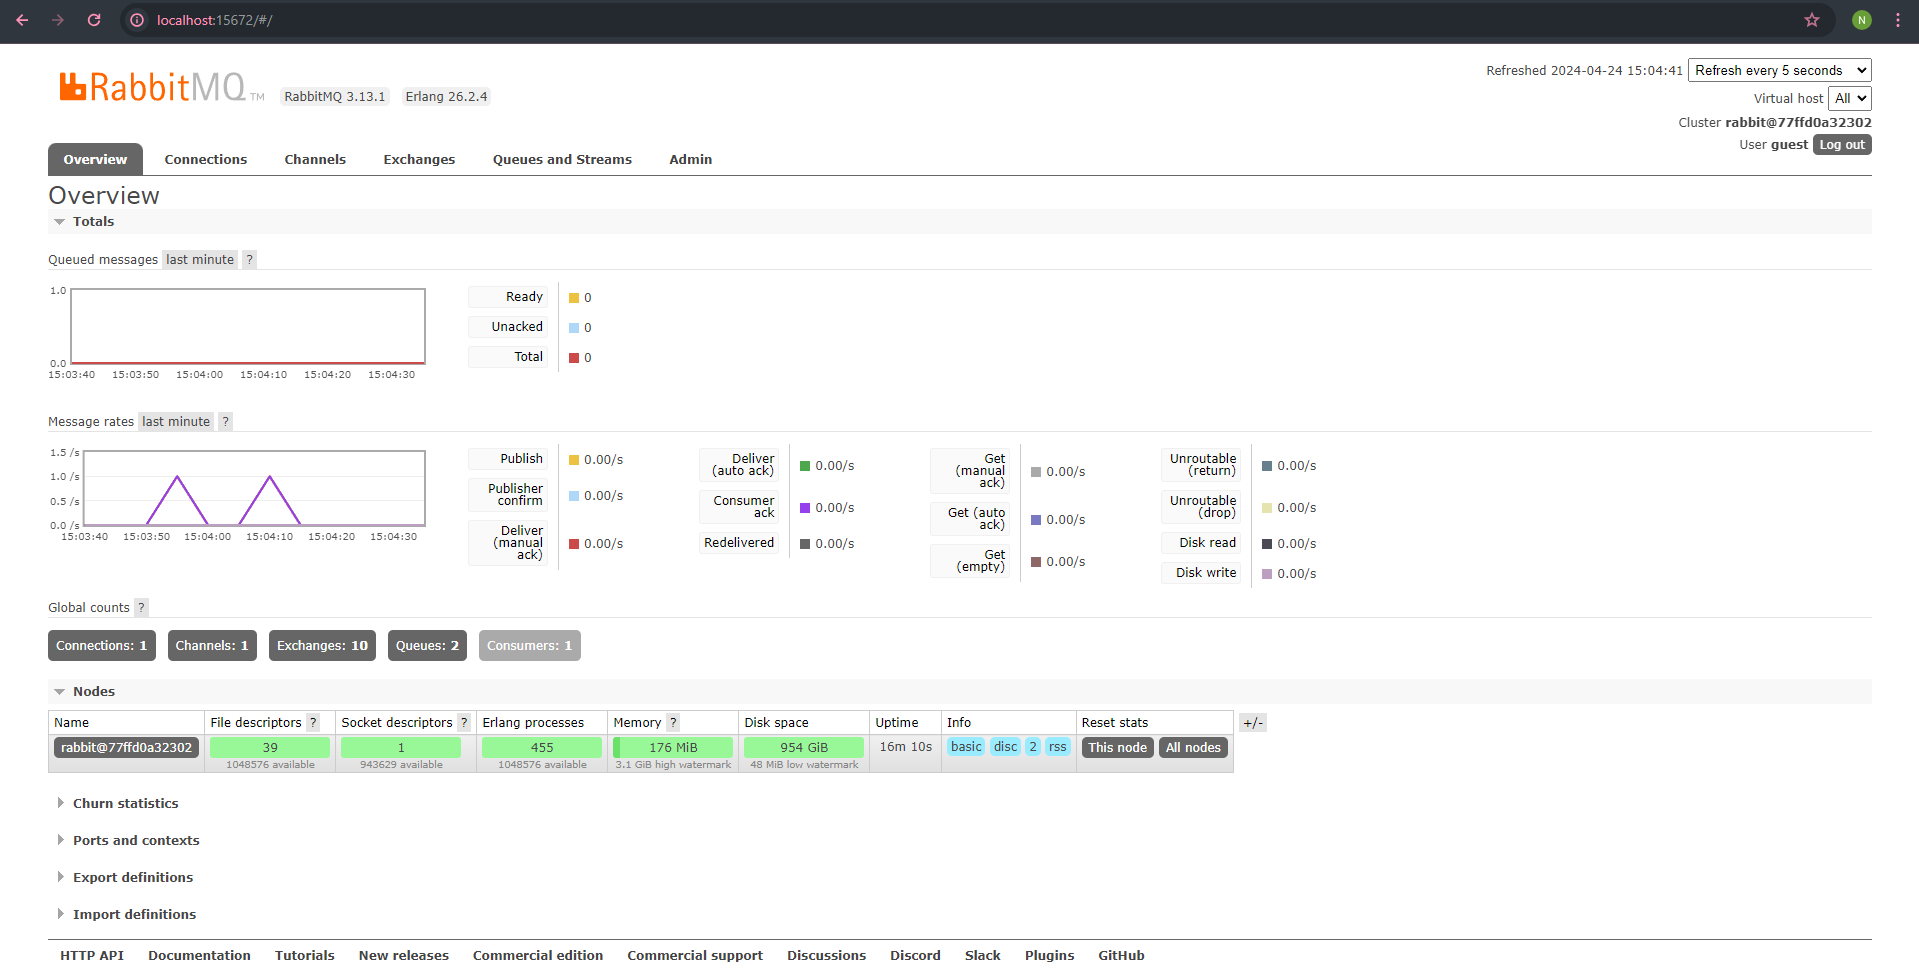 localhost:15672/#/
N
RabbitMQ TM RabbitMQ 3.13.1 Erlang 26.2.4
Refreshed 2024-04-24 15:04:41 Refresh every 5 seconds
Virtual host All
Cluster rabbit@77ffd0a32302
User guest Log out
Overview Connections Channels Exchanges Queues and Streams Admin
Overview
Totals
Queued messages last minute ?
1.0
0.0
15:03:40 15:03:50 15:04:00 15:04:10 15:04:20 15:04:30
Ready 0
Unacked 0
Total 0
Message rates last minute ?
1.5 /s
1.0 /s
0.5 /s
0.0 /s
15:03:40 15:03:50 15:04:00 15:04:10 15:04:20 15:04:30
Publish 0.00/s
Publisher
confirm 0.00/s
Deliver
(manual
ack) 0.00/s
Deliver
(auto ack) 0.00/s
Consumer
ack 0.00/s
Redelivered 0.00/s
Get
(manual
ack) 0.00/s
Get (auto
ack) 0.00/s
Get
(empty) 0.00/s
Unroutable
(return) 0.00/s
Unroutable
(drop) 0.00/s
Disk read 0.00/s
Disk write 0.00/s
Global counts ?
Connections: 1 Channels: 1 Exchanges: 10 Queues: 2 Consumers: 1
Nodes
Name File descriptors ? Socket descriptors ? Erlang processes Memory ? Disk space Uptime Info Reset stats +/-
rabbit@77ffd0a32302 39 1 455 176 MiB 954 GiB 16m 10s basic disc 2 rss This node All nodes
1048576 available 943629 available 1048576 available 3.1 GiB high watermark 48 MiB low watermark
Churn statistics
Ports and contexts
Export definitions
Import definitions
HTTP API Documentation Tutorials New releases Commercial edition Commercial support Discussions Discord Slack Plugins GitHub